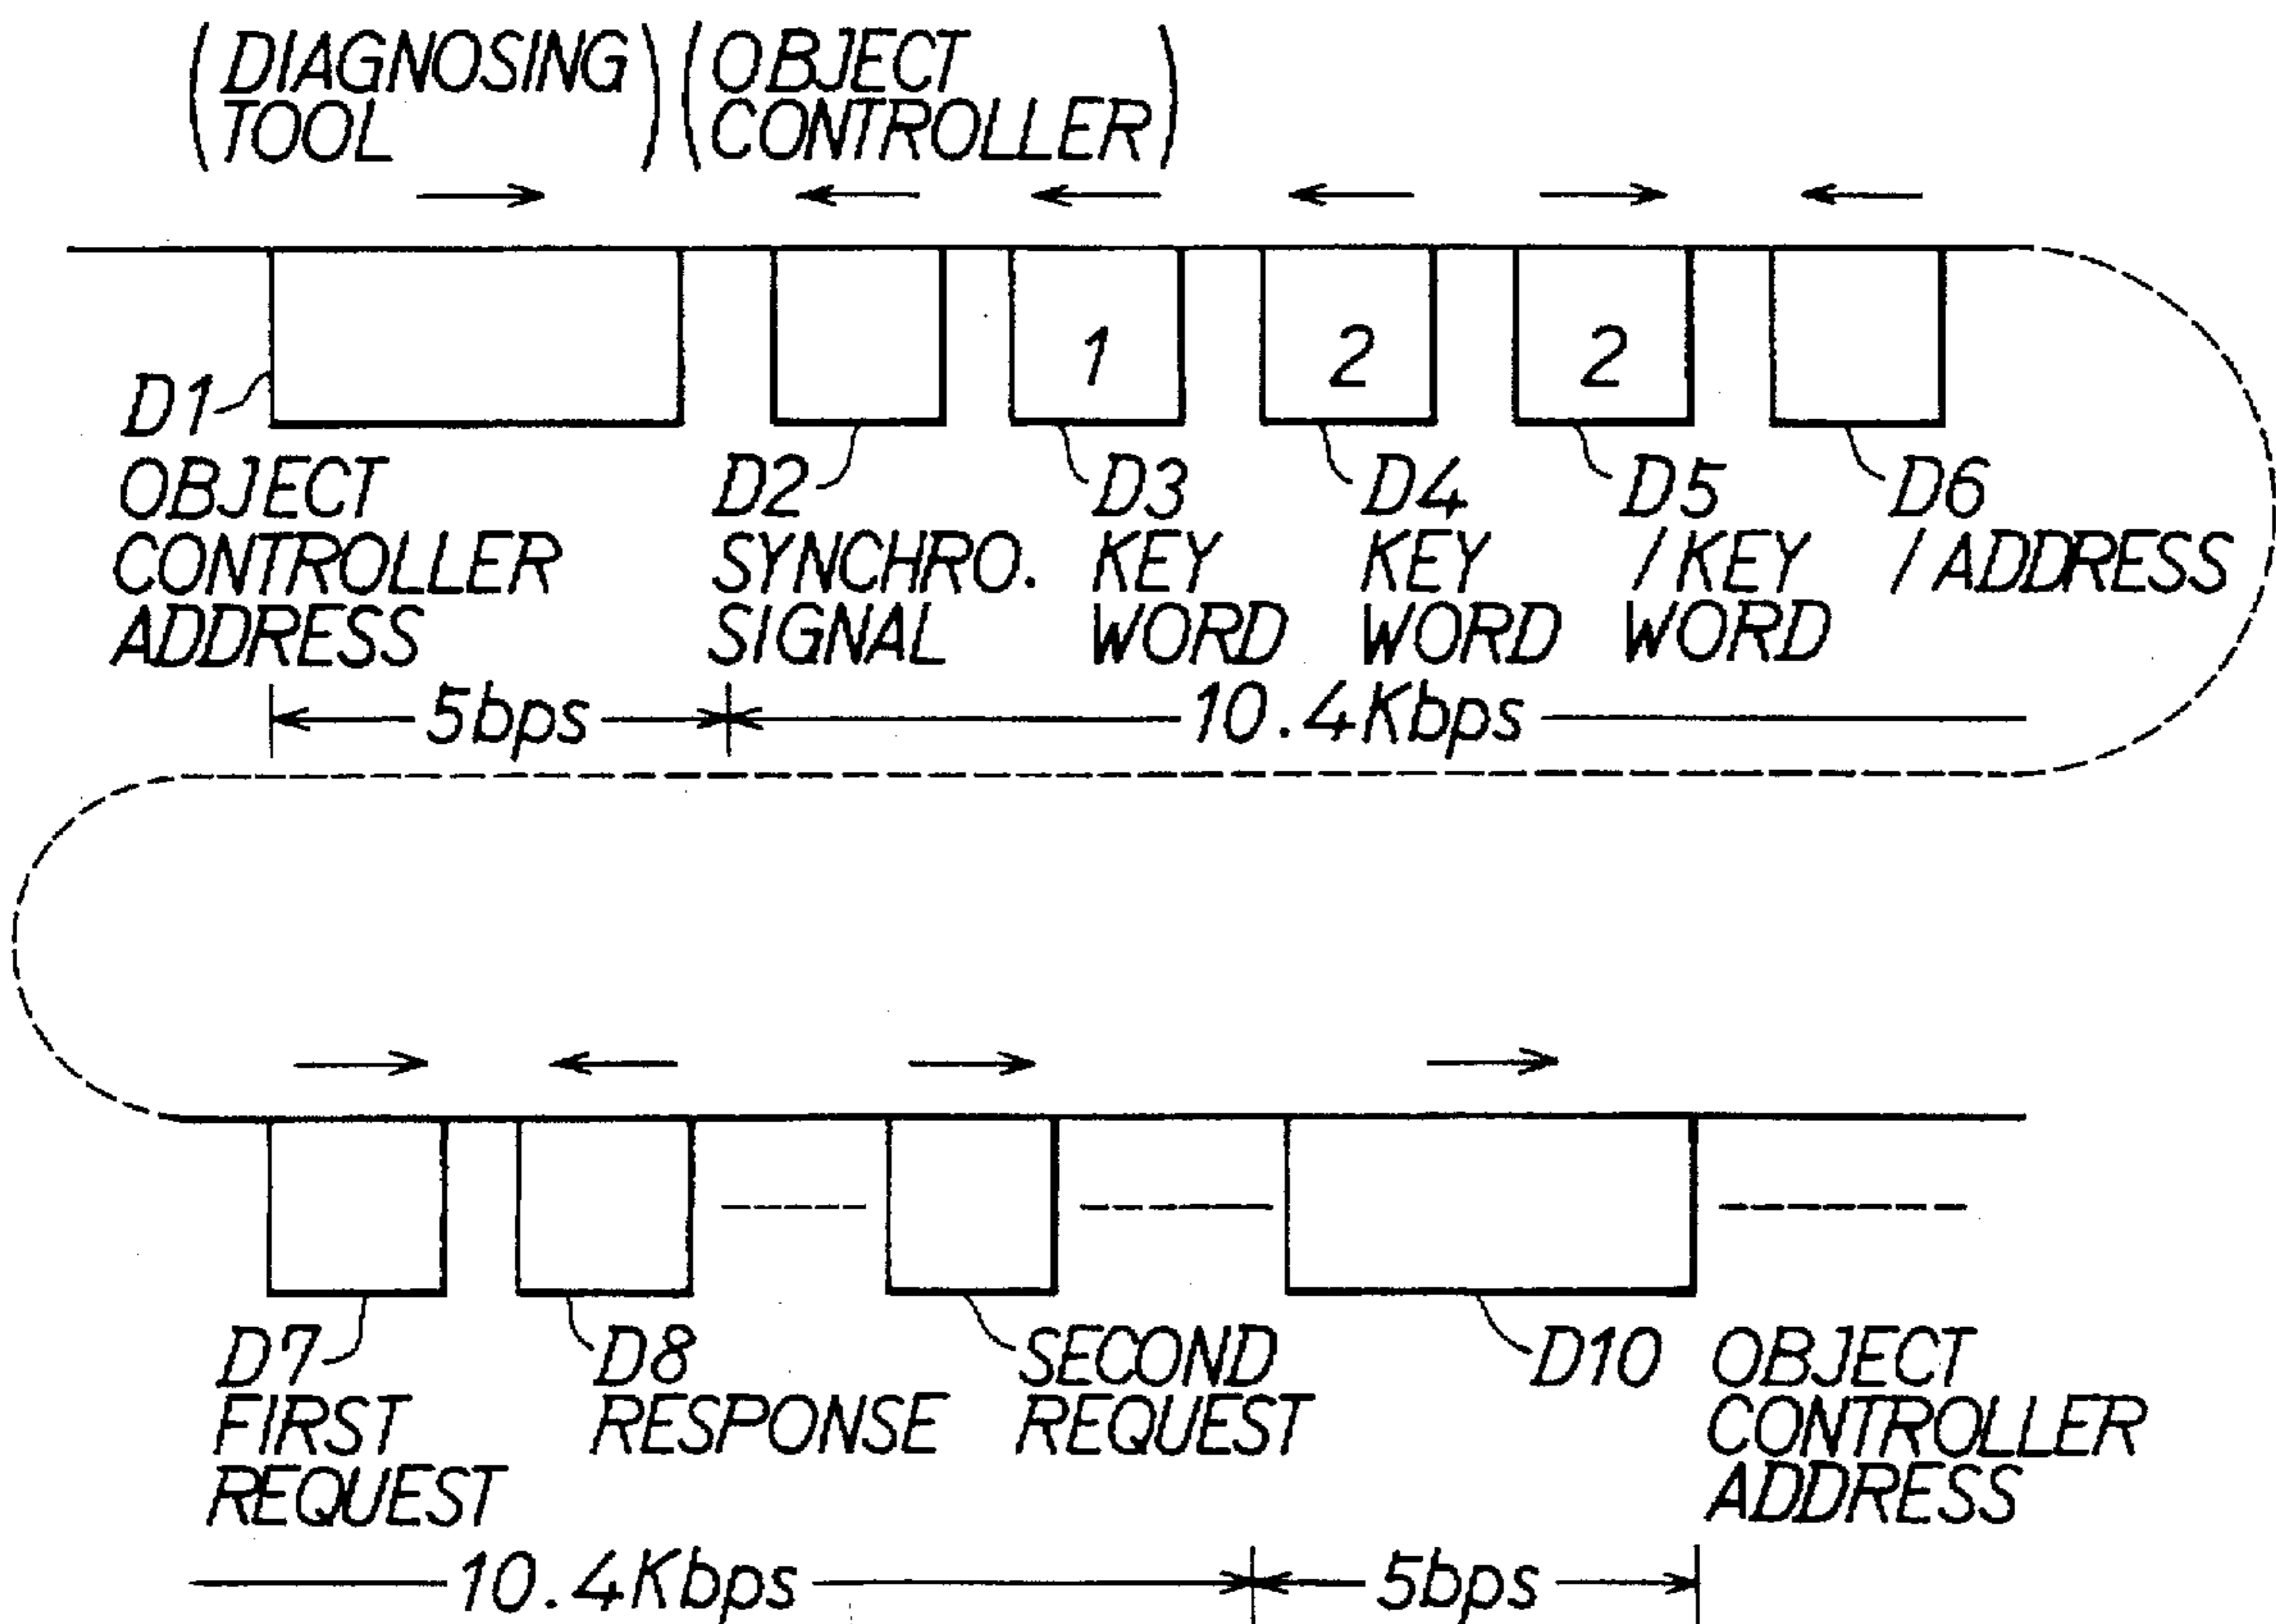 (DIAGNOSING TOOL) (OBJECT CONTROLLER)
1 2 2
D1
OBJECT
CONTROLLER
ADDRESS
D2
SYNCHRO.
SIGNAL
D3
KEY
WORD
D4
KEY
WORD
D5
/KEY
WORD
D6
/ADDRESS
5bps
10.4Kbps
D7
FIRST
REQUEST
D8
RESPONSE
SECOND
REQUEST
D10
OBJECT
CONTROLLER
ADDRESS
10.4Kbps
5bps